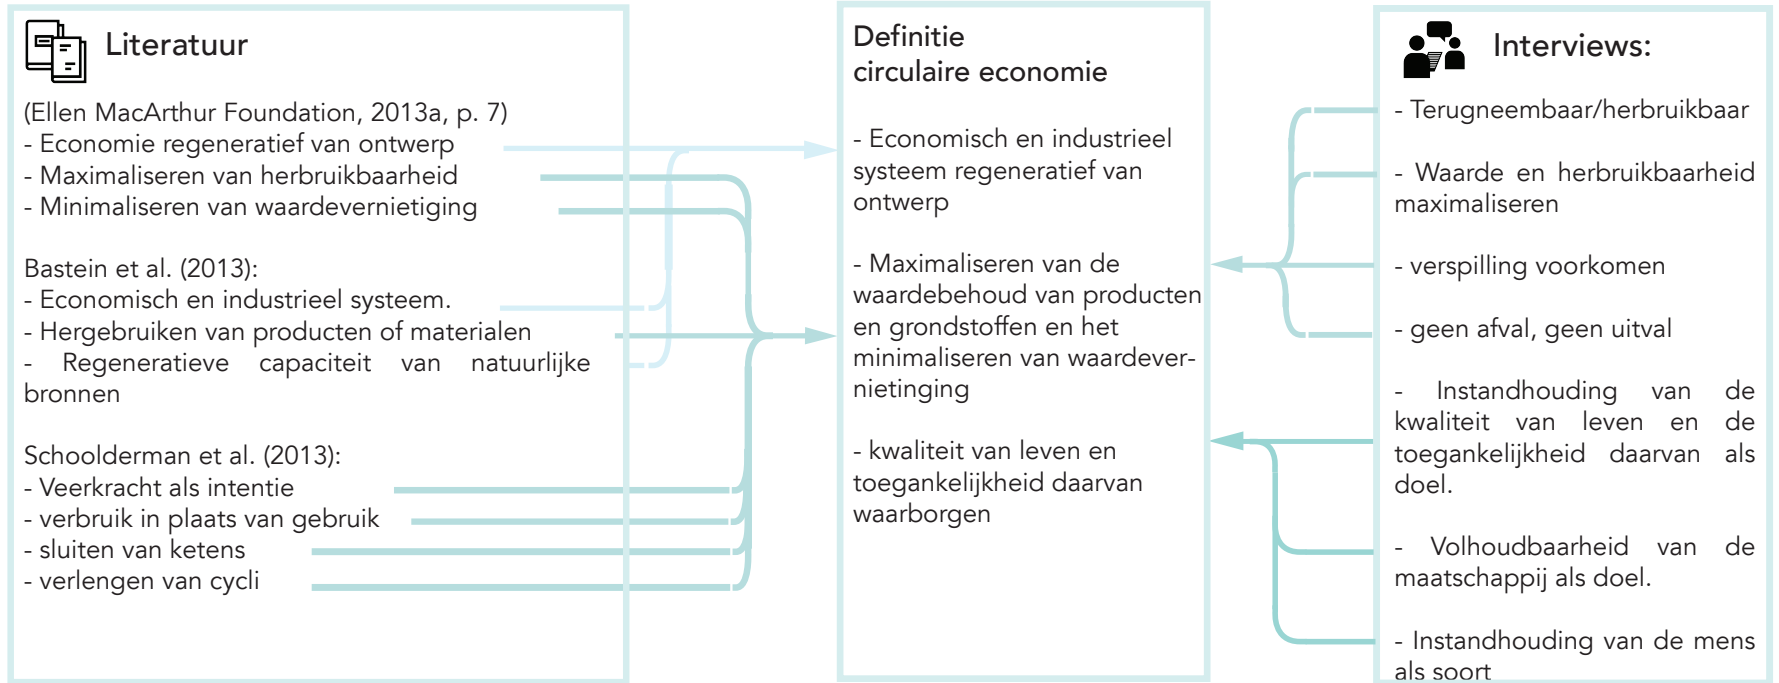 Literatuur
(Ellen MacArthur Foundation, 2013a, p. 7)
- Economie regeneratief van ontwerp
- Maximaliseren van herbruikbaarheid
- Minimaliseren van waardevernietiging
Bastein et al. (2013):
- Economisch en industrieel systeem.
- Hergebruiken van producten of materialen
- Regeneratieve capaciteit van natuurlijke
bronnen
Schoolderman et al. (2013):
- Veerkracht als intentie
- verbruik in plaats van gebruik
- sluiten van ketens
- verlengen van cycli
Definitie
circulaire economie
- Economisch en industrieel
systeem regeneratief van
ontwerp
- Maximaliseren van de
waardebehoud van producten
en grondstoffen en het
minimaliseren van waardever-
nietinging
- kwaliteit van leven en
toegankelijkheid daarvan
waarborgen
Interviews:
- Terugneembaar/herbruikbaar
- Waarde en herbruikbaarheid
maximaliseren
- verspilling voorkomen
- geen afval, geen uitval
- Instandhouding van de
kwaliteit van leven en de
toegankelijkheid daarvan als
doel.
- Volhoudbaarheid van de
maatschappij als doel.
- Instandhouding van de mens
als soort